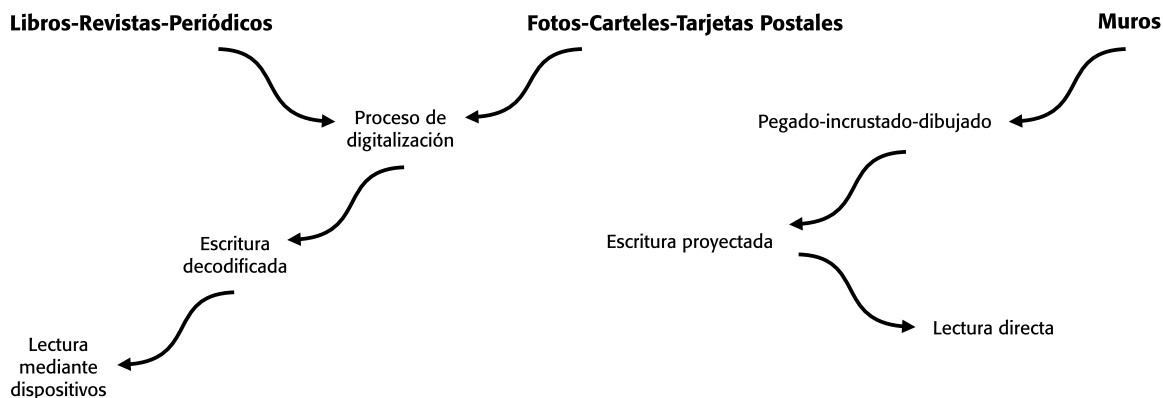 Libros-Revistas-Periódicos
Fotos-Carteles-Tarjetas Postales
Muros
Proceso de
digitalización
Pegado-incrustado-dibujado
Escritura
decodificada
Escritura proyectada
Lectura
mediante
dispositivos
Lectura directa